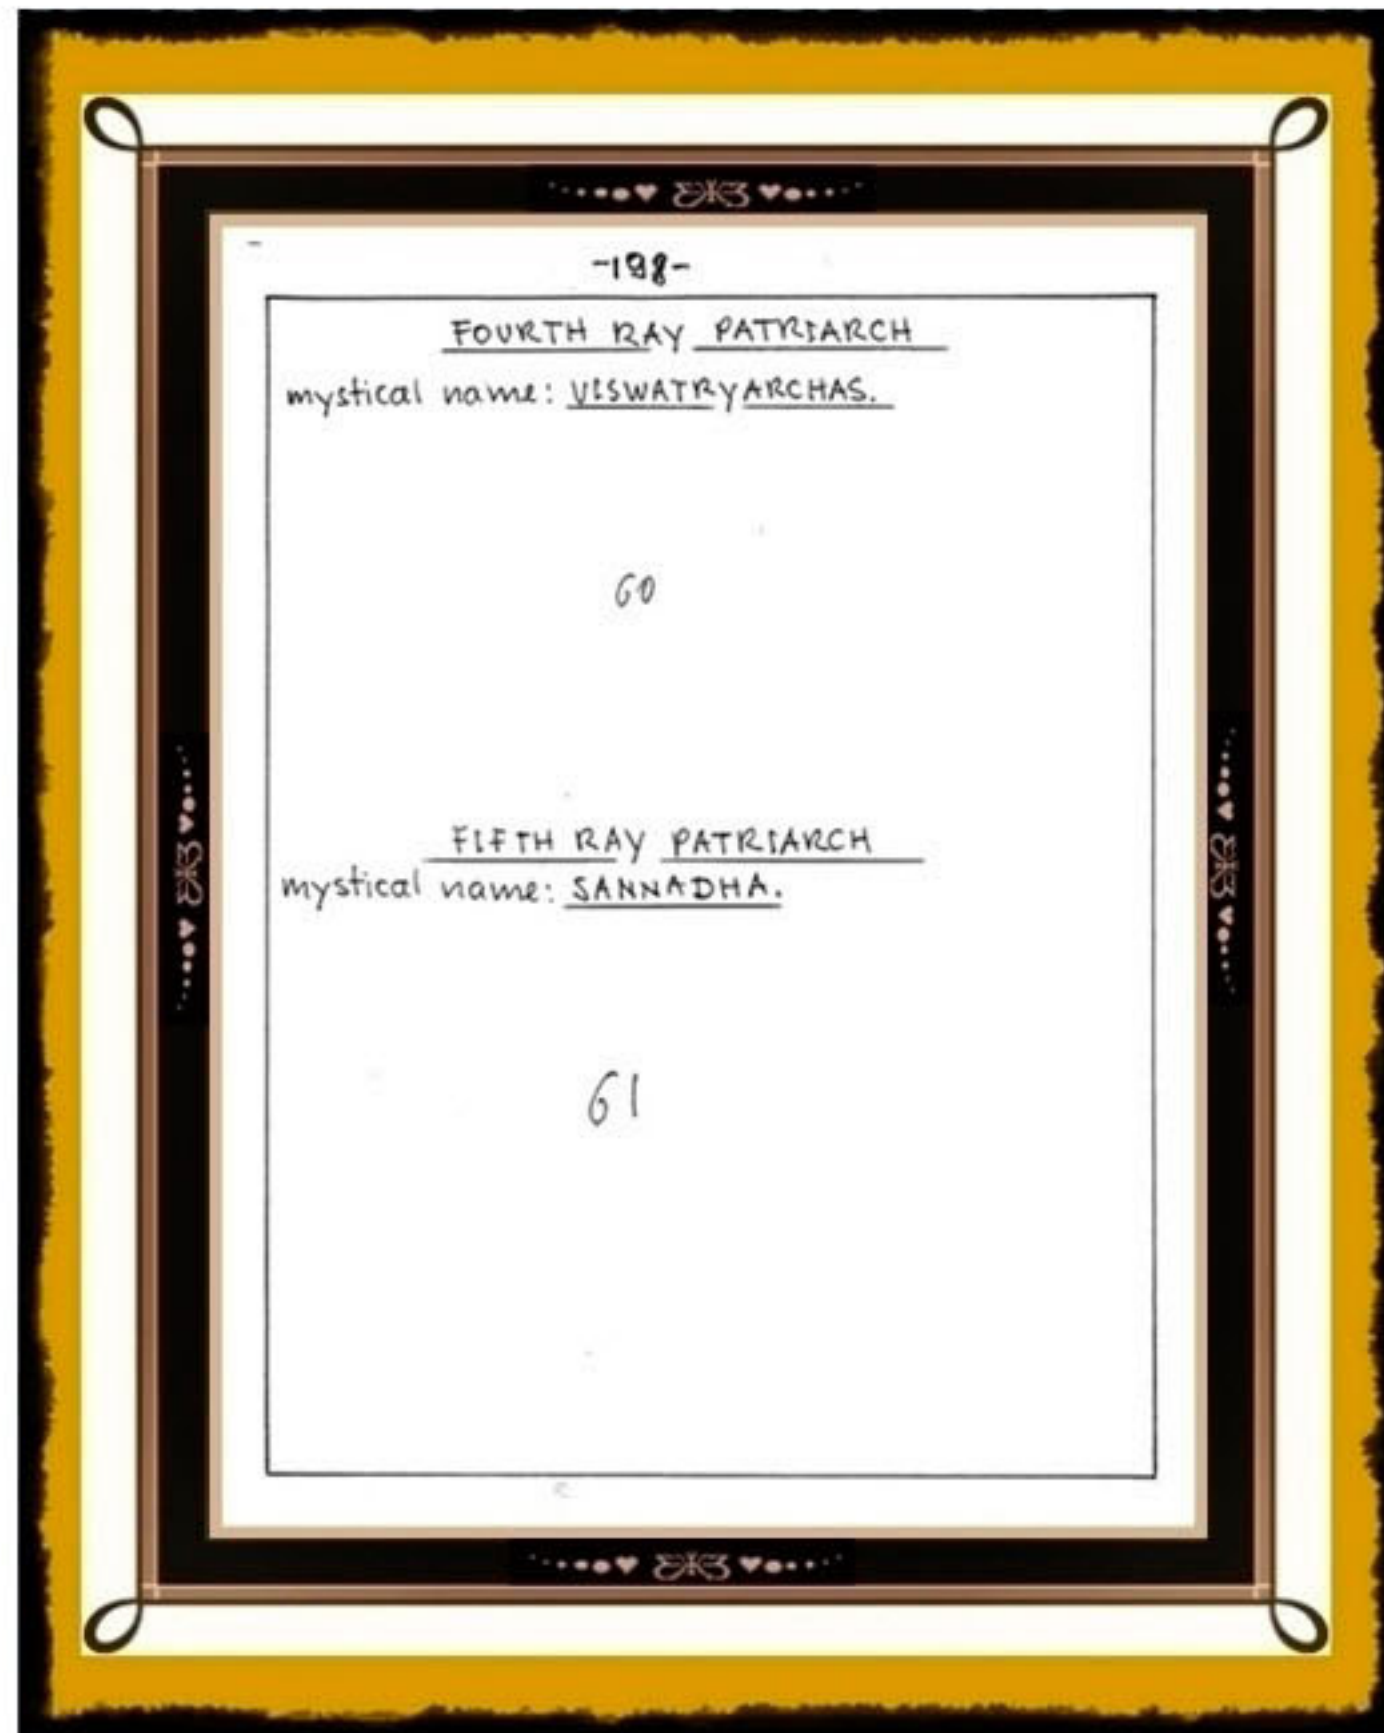 -198-
FOURTH RAY PATRIARCH
mystical name: VISWATRYARCHAS.
60
FIFTH RAY PATRIARCH
mystical name: SANNADHA.
61